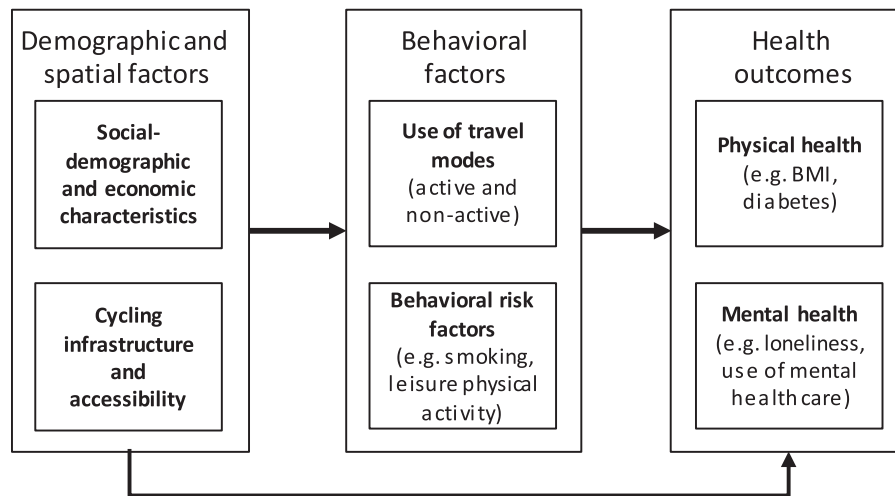 Demographic and
spatial factors
Social-
demographic
and economic
characteristics
Cycling
infrastructure
and
accessibility
Behavioral
factors
Use of travel
modes
(active and
non-active)
Behavioral risk
factors
(e.g. smoking,
leisure physical
activity)
Health
outcomes
Physical health
(e.g. BMI,
diabetes)
Mental health
(e.g. loneliness,
use of mental
health care)